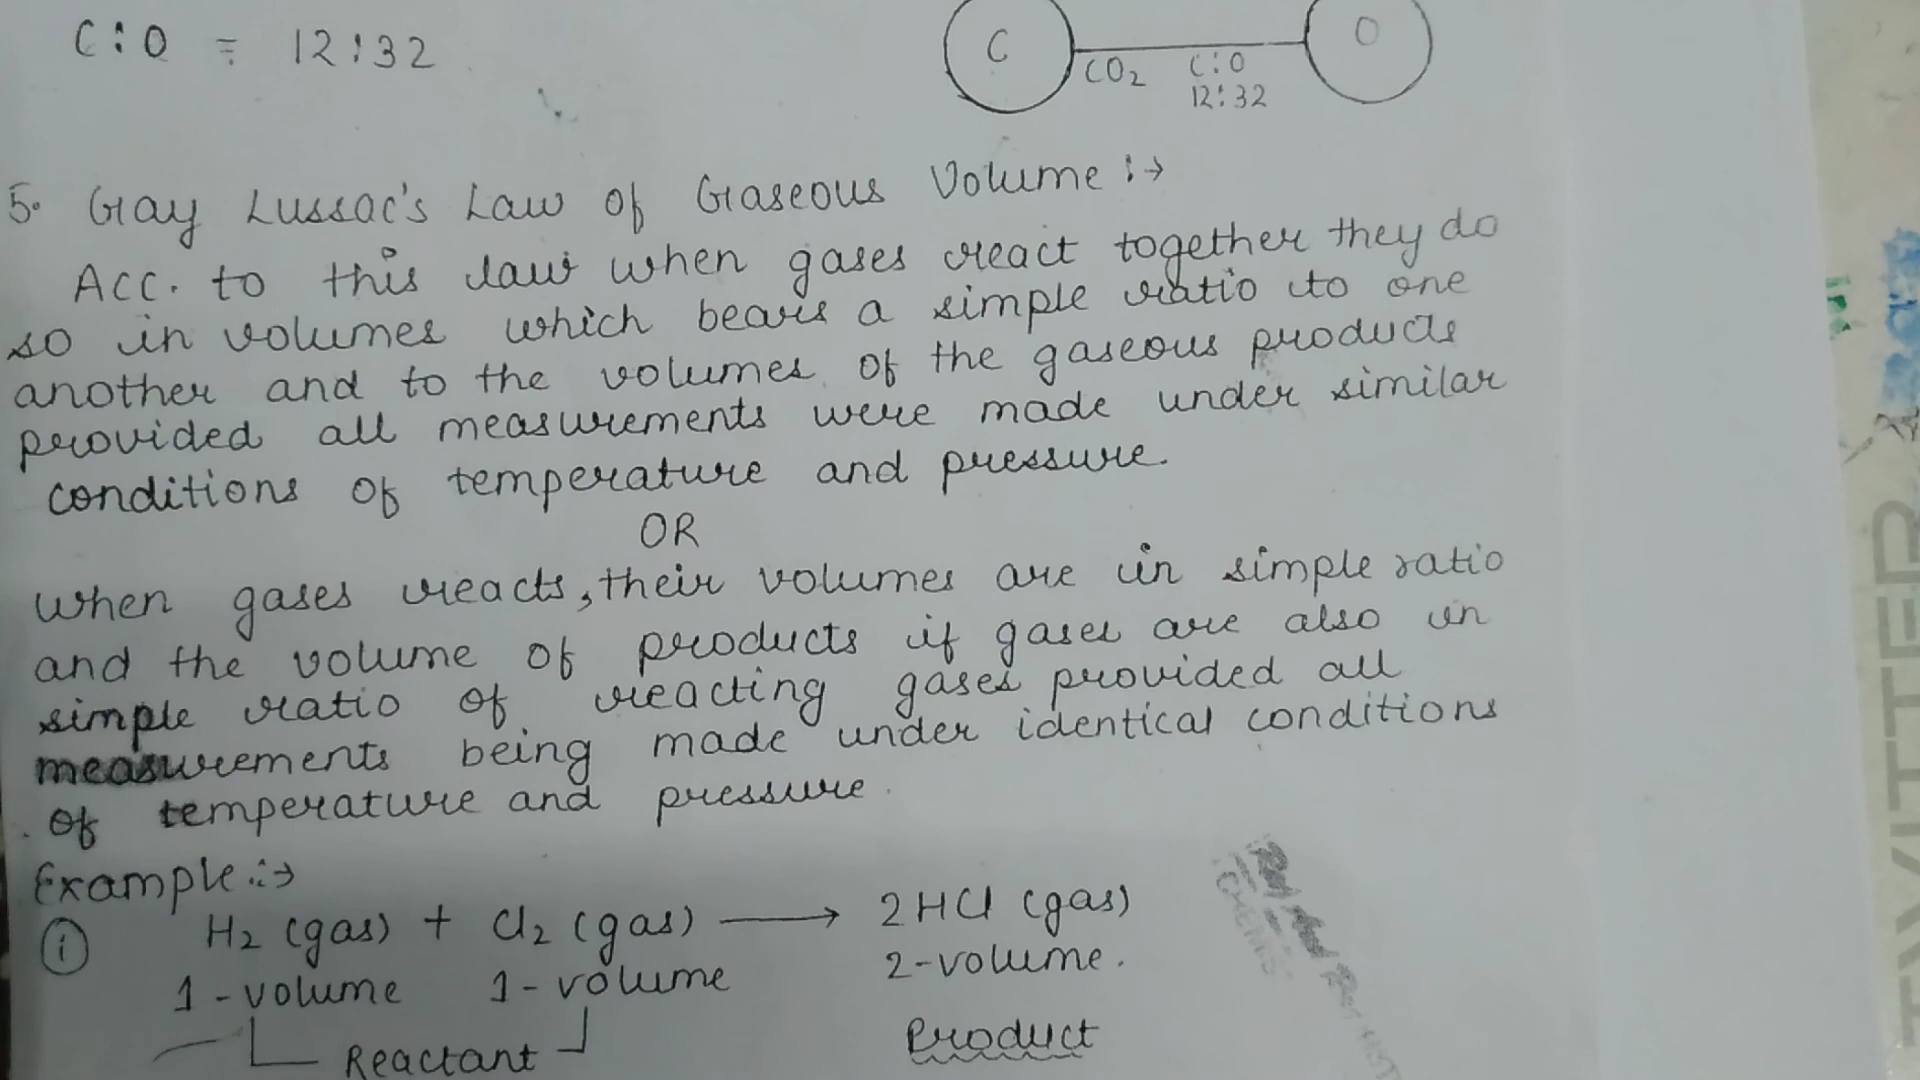 C:O = 12:32
C
O
CO2 C:O
12:32
5. Gay Lussac's Law of Gaseous Volume :→
Acc. to this law when gases react together they do
so in volumes which bears a simple ratio to one
another and to the volumes of the gaseous products
provided all measurements were made under similar
conditions of temperature and pressure.
OR
When gases reacts, their volumes are in simple ratio
and the volume of products if gases are also in
simple ratio of reacting gases provided all
measurements being made under identical conditions
of temperature and pressure.
Example :→
(i) H2 (gas) + Cl2 (gas) ⟶ 2HCl (gas)
1-volume 1-volume 2-volume.
Reactant Product